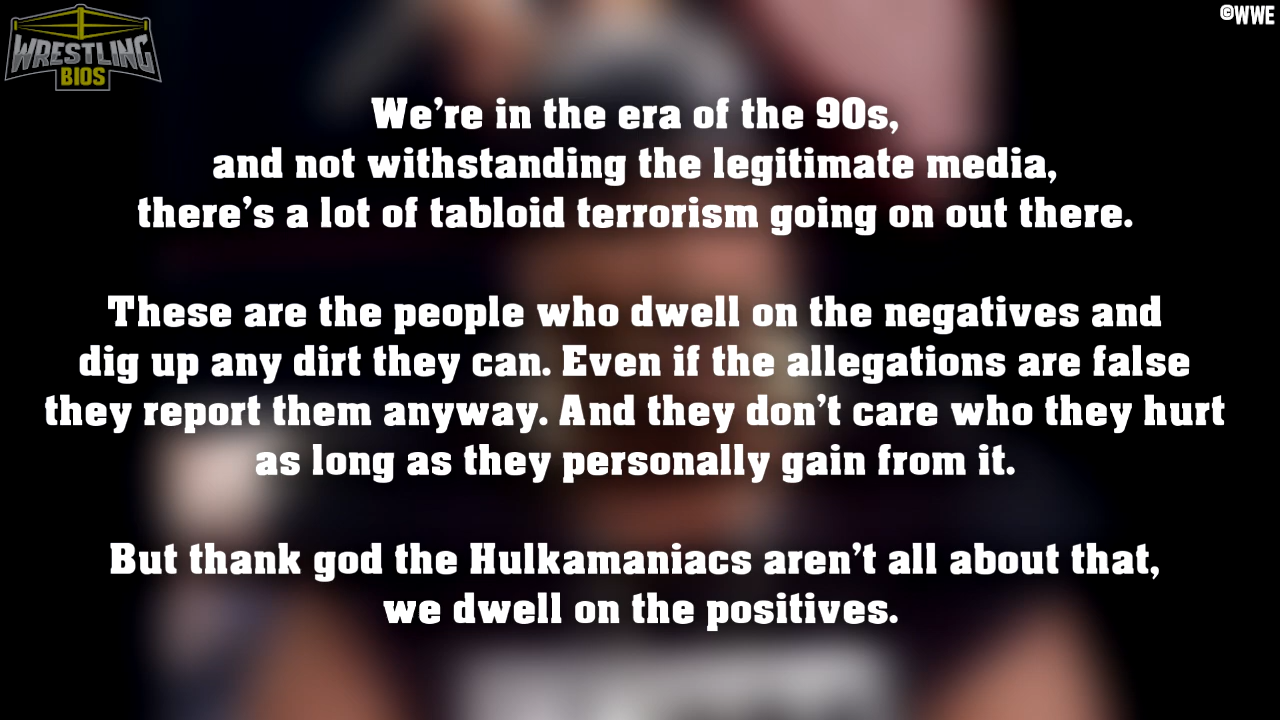 WRESTLING
BIOS
©WWE
We're in the era of the 90s,
and not withstanding the legitimate media,
there's a lot of tabloid terrorism going on out there.
These are the people who dwell on the negatives and
dig up any dirt they can. Even if the allegations are false
they report them anyway. And they don't care who they hurt
as long as they personally gain from it.
But thank god the Hulkamaniacs aren't all about that,
we dwell on the positives.